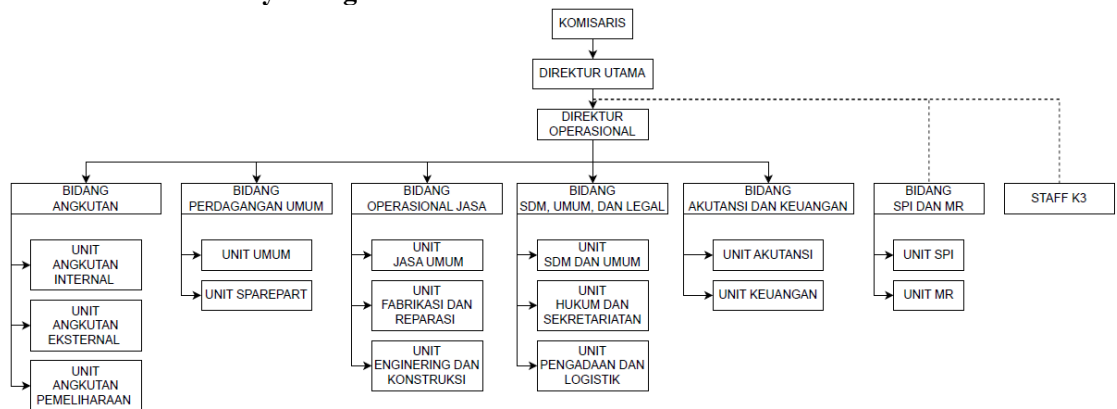 KOMISARIS
DIREKTUR UTAMA
DIREKTUR
OPERASIONAL
BIDANG
ANGKUTAN
BIDANG
PERDAGANGAN UMUM
BIDANG
OPERASIONAL JASA
BIDANG
SDM, UMUM, DAN LEGAL
BIDANG
AKUTANSI DAN KEUANGAN
BIDANG
SPI DAN MR
STAFF K3
UNIT
ANGKUTAN
INTERNAL
UNIT
ANGKUTAN
EKSTERNAL
UNIT
ANGKUTAN
PEMELIHARAAN
UNIT UMUM
UNIT SPAREPART
UNIT
JASA UMUM
UNIT
FABRIKASI DAN
REPARASI
UNIT
ENGINERING DAN
KONSTRUKSI
UNIT
SDM DAN UMUM
UNIT
HUKUM DAN
SEKRETARIATAN
UNIT
PENGADAAN DAN
LOGISTIK
UNIT AKUTANSI
UNIT KEUANGAN
UNIT SPI
UNIT MR